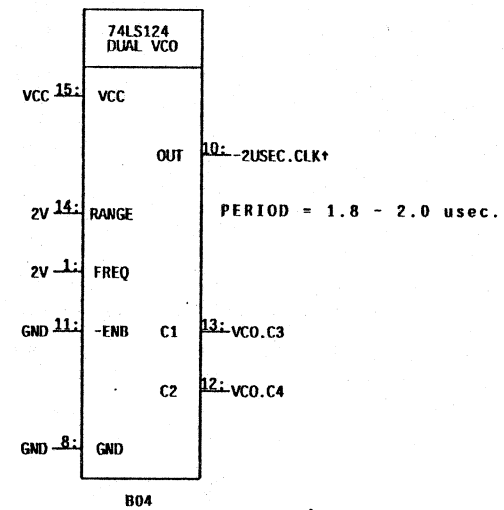 74LS124
DUAL VCO
VCC 15: VCC
OUT 10: -2USEC.CLK↑
2V 14: RANGE
PERIOD = 1.8 - 2.0 usec.
2V 1: FREQ
GND 11: -ENB
C1 13: VCO.C3
C2 12: VCO.C4
GND 8: GND
B04